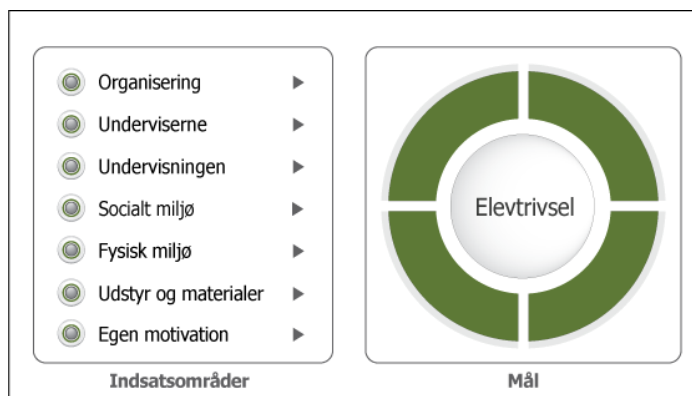 Organisering
Underviserne
Undervisningen
Socialt miljø
Fysisk miljø
Udstyr og materialer
Egen motivation
Indsatsområder
Elevtrivsel
Mål